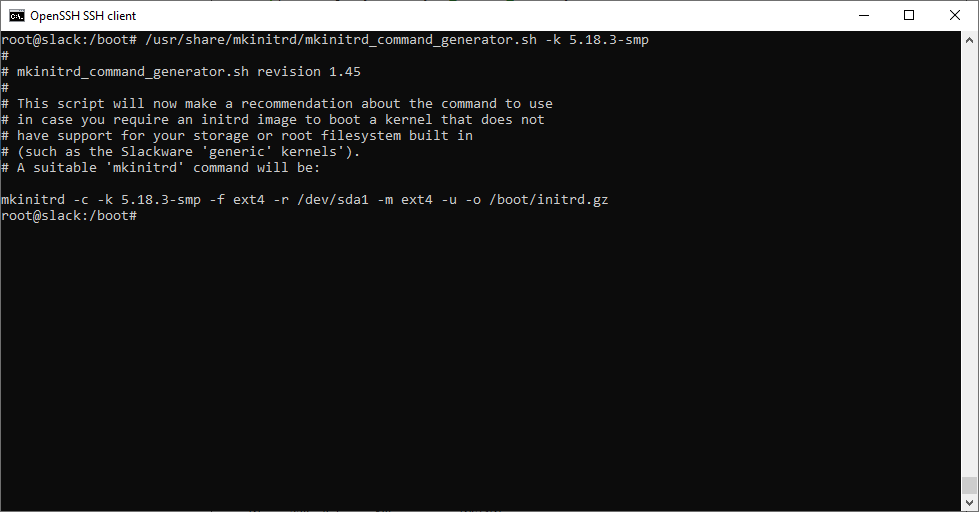 OpenSSH SSH client
root@slack:/boot# /usr/share/mkinitrd/mkinitrd_command_generator.sh -k 5.18.3-smp
#
# mkinitrd_command_generator.sh revision 1.45
#
# This script will now make a recommendation about the command to use
# in case you require an initrd image to boot a kernel that does not
# have support for your storage or root filesystem built in
# (such as the Slackware 'generic' kernels').
# A suitable 'mkinitrd' command will be:
mkinitrd -c -k 5.18.3-smp -f ext4 -r /dev/sda1 -m ext4 -u -o /boot/initrd.gz
root@slack:/boot#